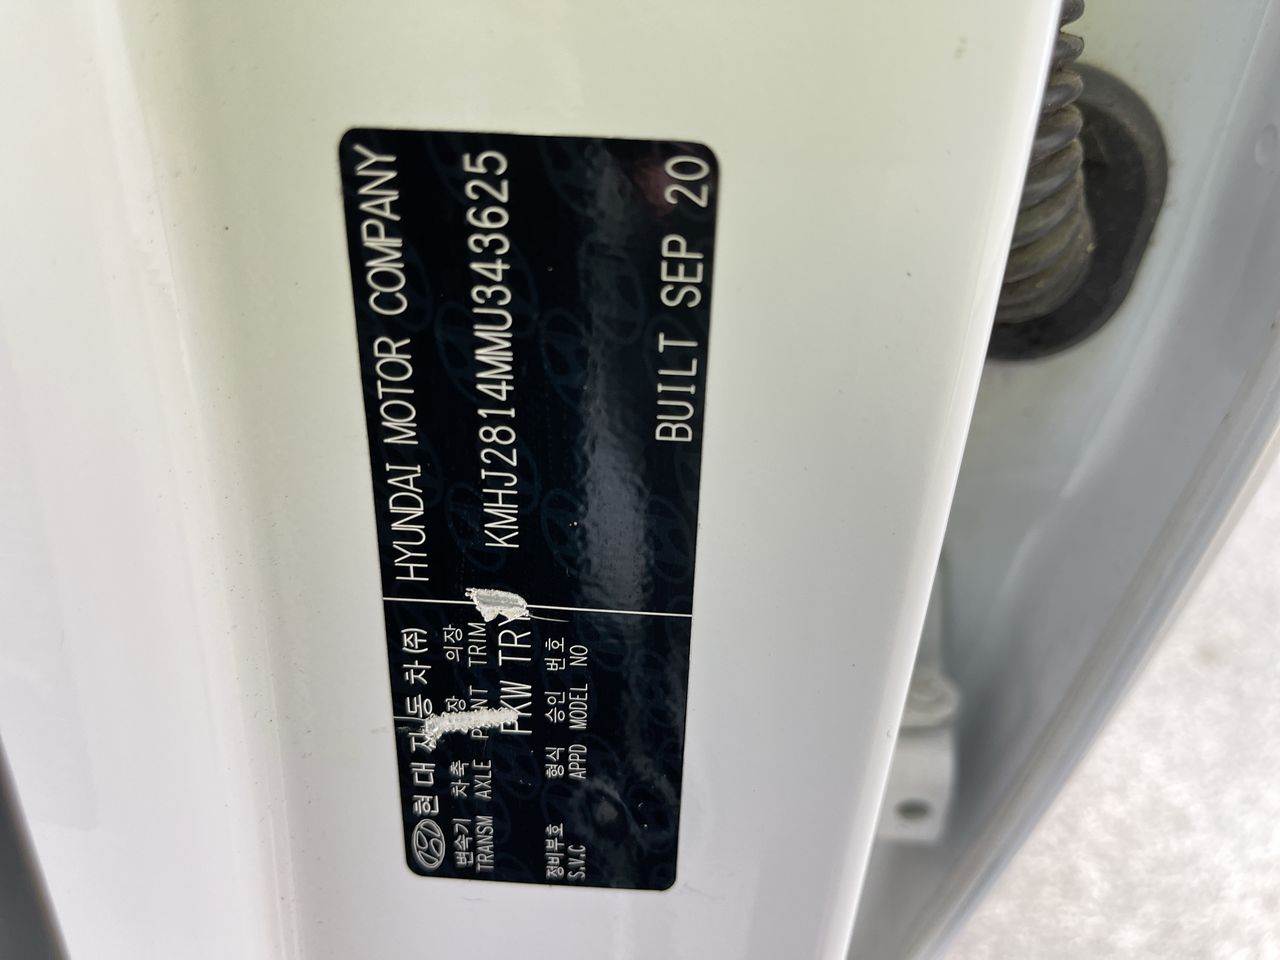 현대자동차(주)
HYUNDAI MOTOR COMPANY
변속기 차축 의장
TRANSM AXLE PAINT TRIM
KMHJ2814MMU343625
PKW TRY
정비부호 형식 승인 번호
S.V.C APPD MODEL NO
BUILT SEP 20